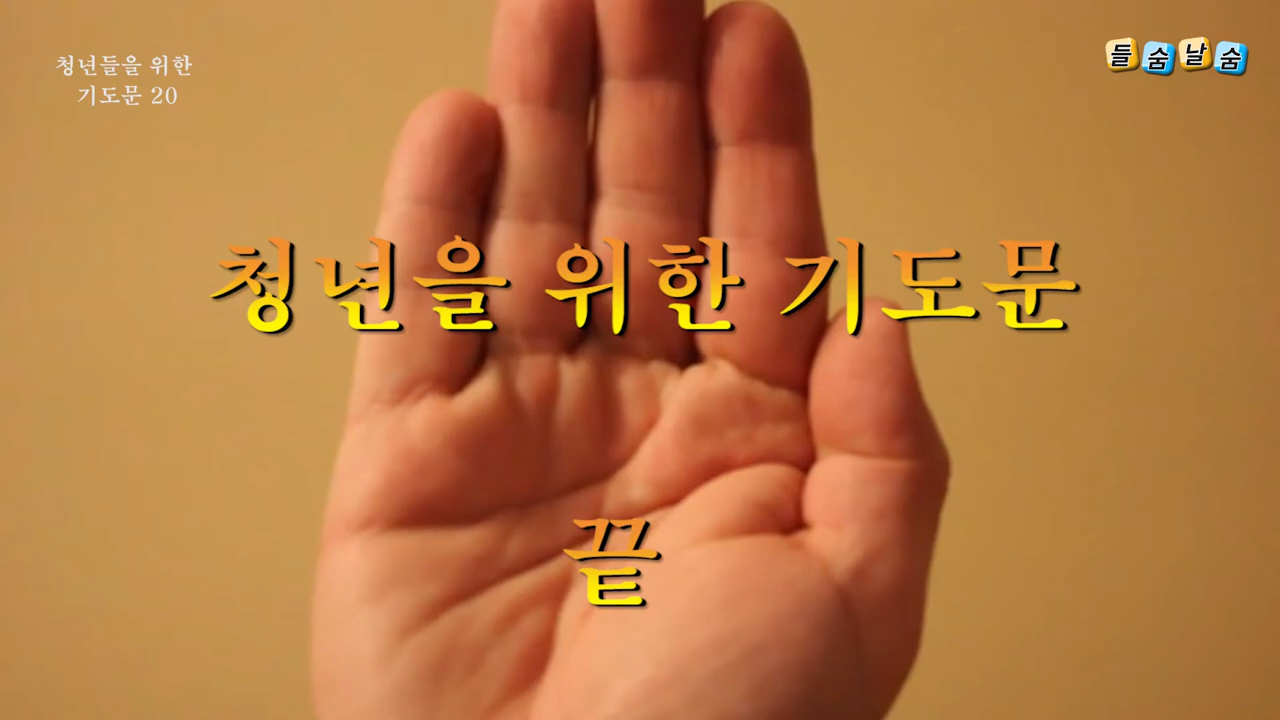 청년들을 위한
기도문 20
들숨날숨
청년을 위한 기도문
끝